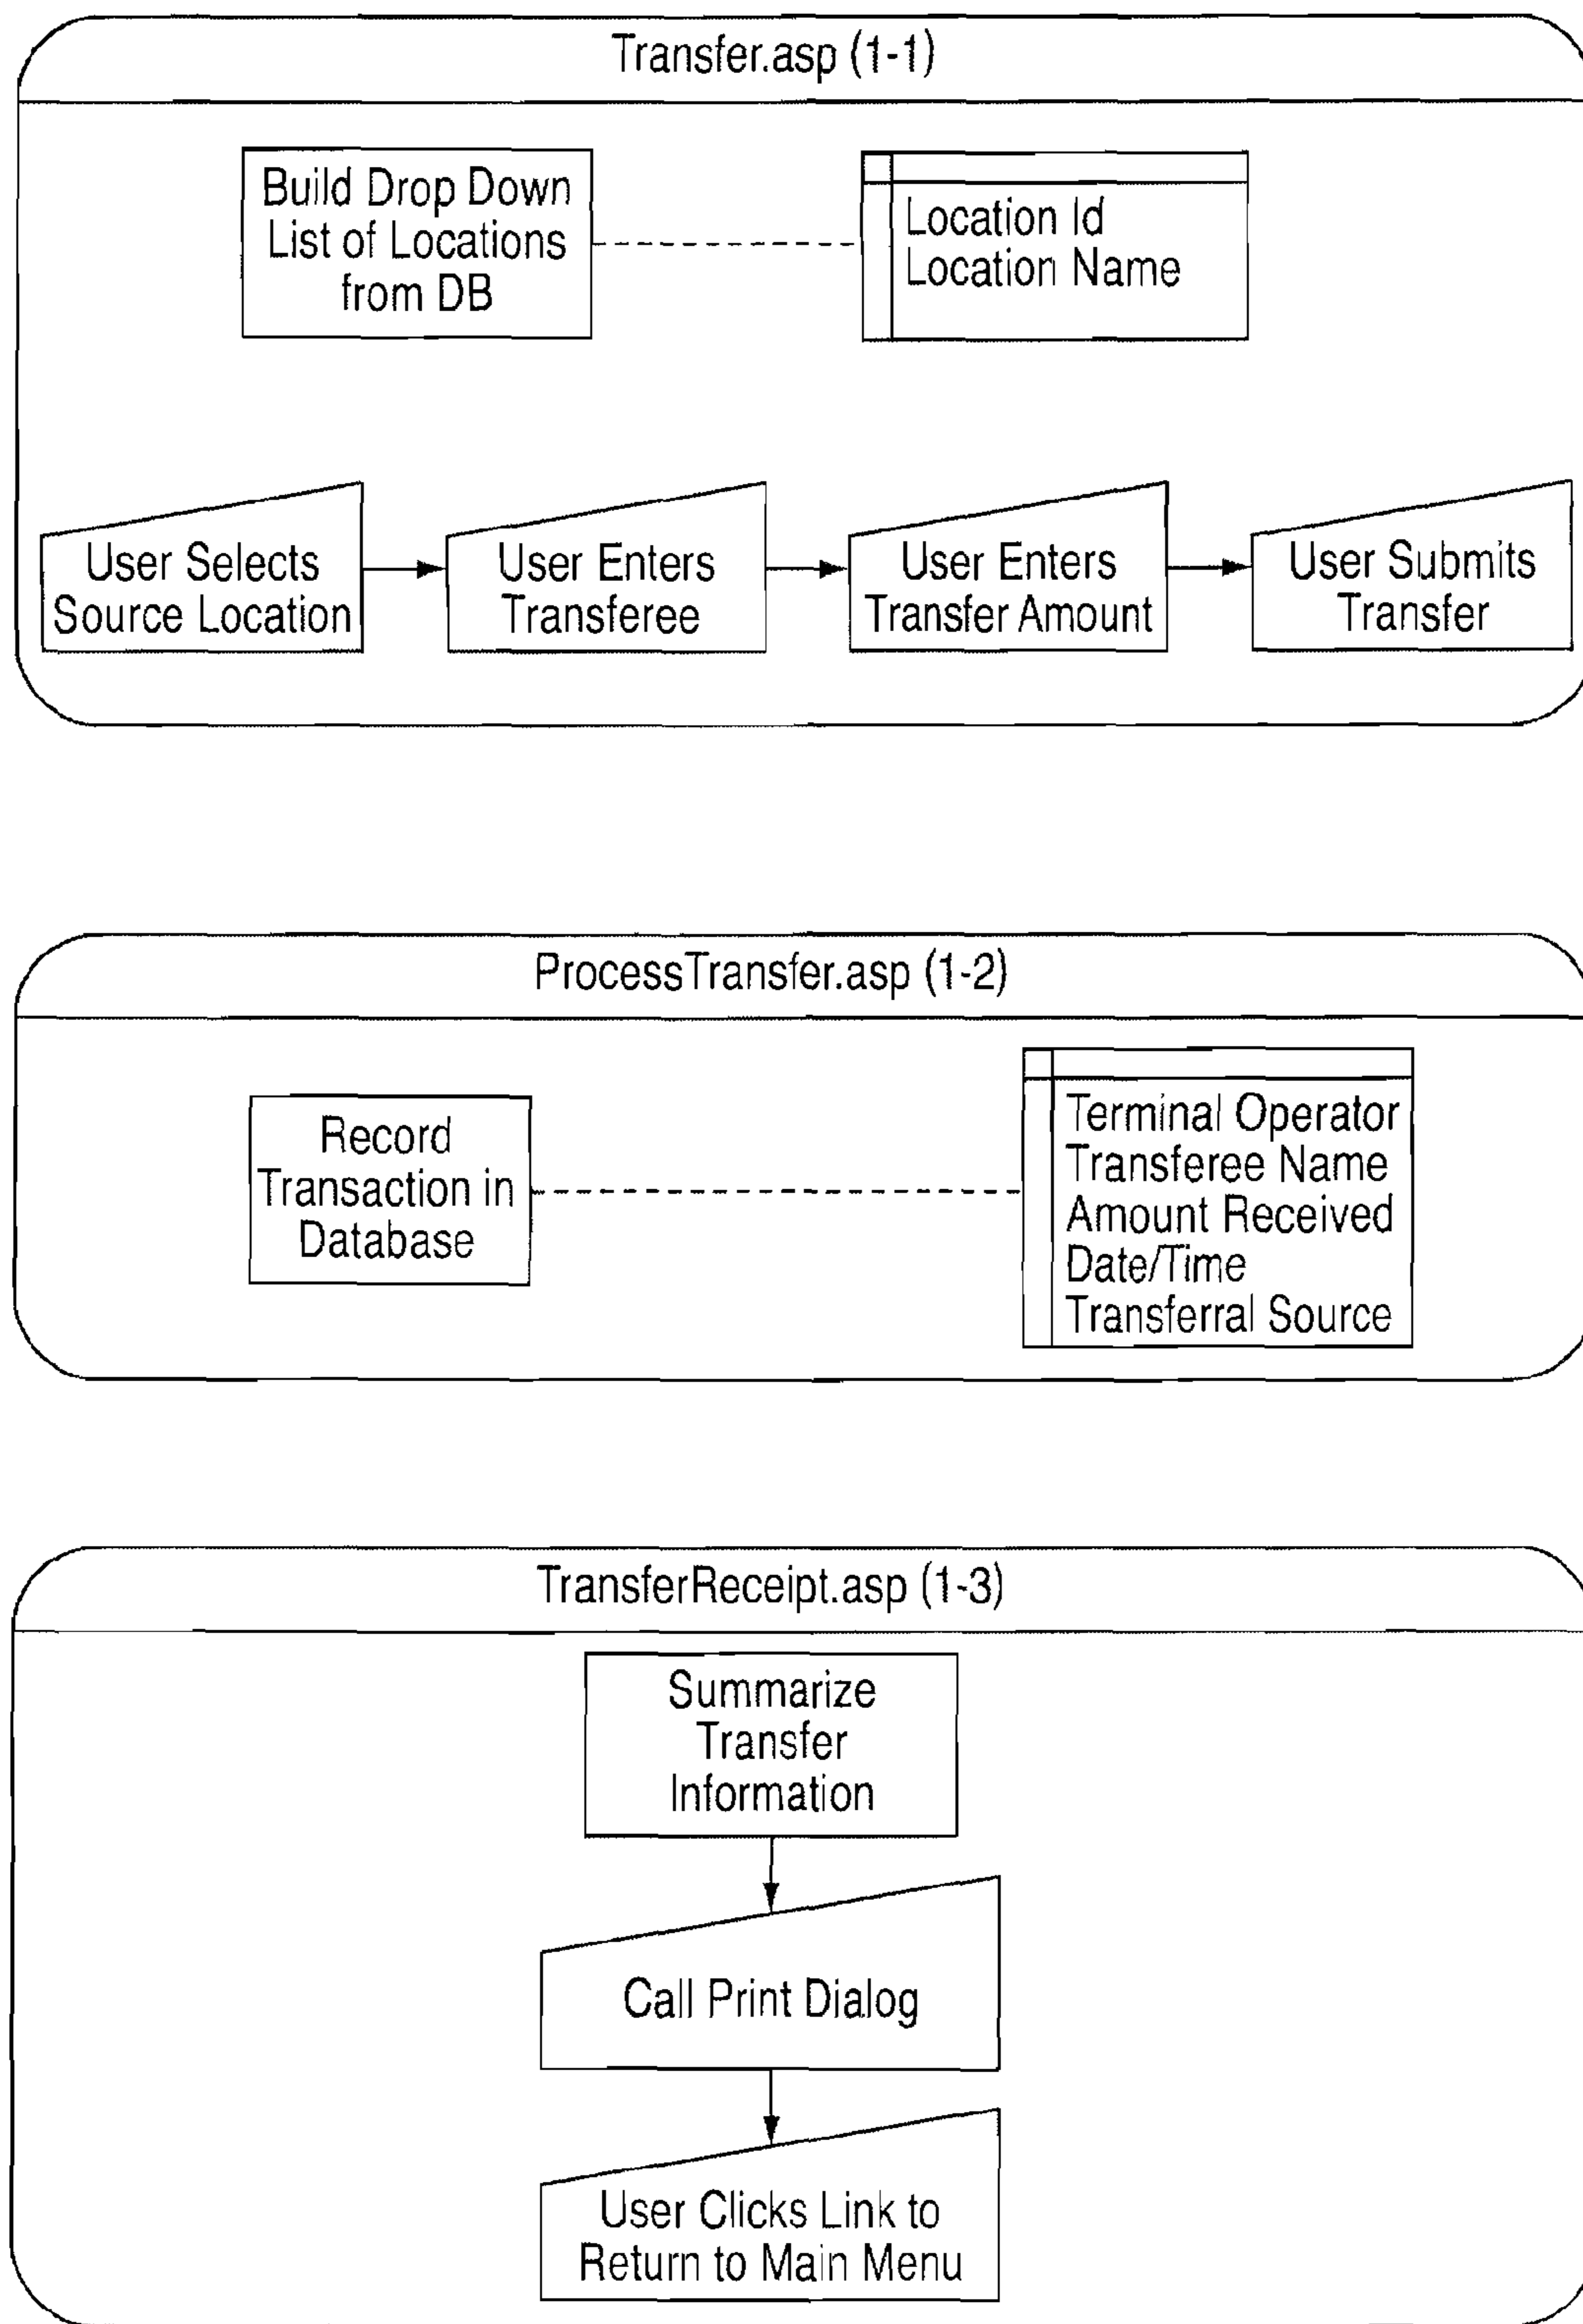 Transfer.asp (1-1)
Build Drop Down
List of Locations
from DB
Location Id
Location Name
User Selects
Source Location
User Enters
Transferee
User Enters
Transfer Amount
User Submits
Transfer
ProcessTransfer.asp (1-2)
Record
Transaction in
Database
Terminal Operator
Transferee Name
Amount Received
Date/Time
Transferral Source
TransferReceipt.asp (1-3)
Summarize
Transfer
Information
Call Print Dialog
User Clicks Link to
Return to Main Menu